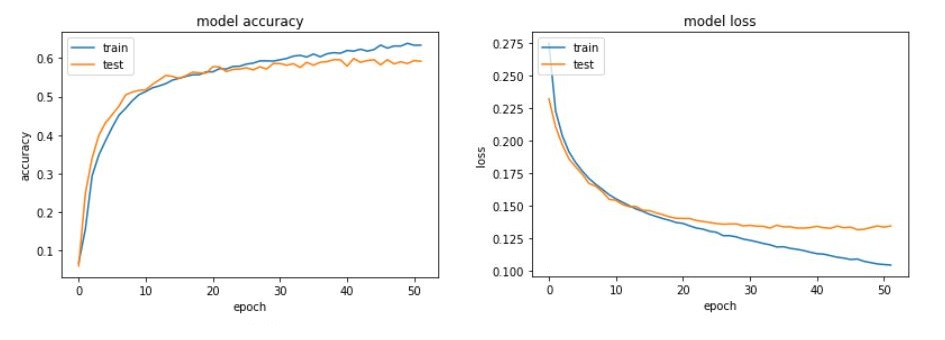 model accuracy
train
test
0.6
0.5
0.4
0.3
0.2
0.1
accuracy
0 10 20 30 40 50
epoch
model loss
train
test
0.275
0.250
0.225
0.200
0.175
0.150
0.125
0.100
loss
0 10 20 30 40 50
epoch